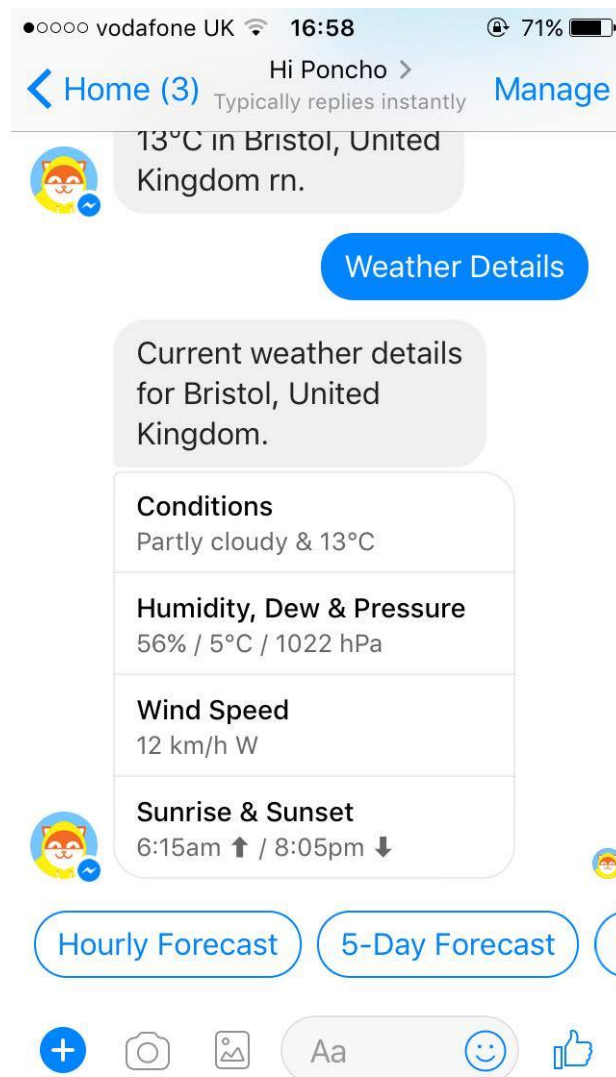 vodafone UK 16:58 71%
Home (3) Hi Poncho > Manage
Typically replies instantly
13°C in Bristol, United
Kingdom rn.
Weather Details
Current weather details
for Bristol, United
Kingdom.
Conditions
Partly cloudy & 13°C
Humidity, Dew & Pressure
56% / 5°C / 1022 hPa
Wind Speed
12 km/h W
Sunrise & Sunset
6:15am ⬆ / 8:05pm ⬇
Hourly Forecast 5-Day Forecast
Aa